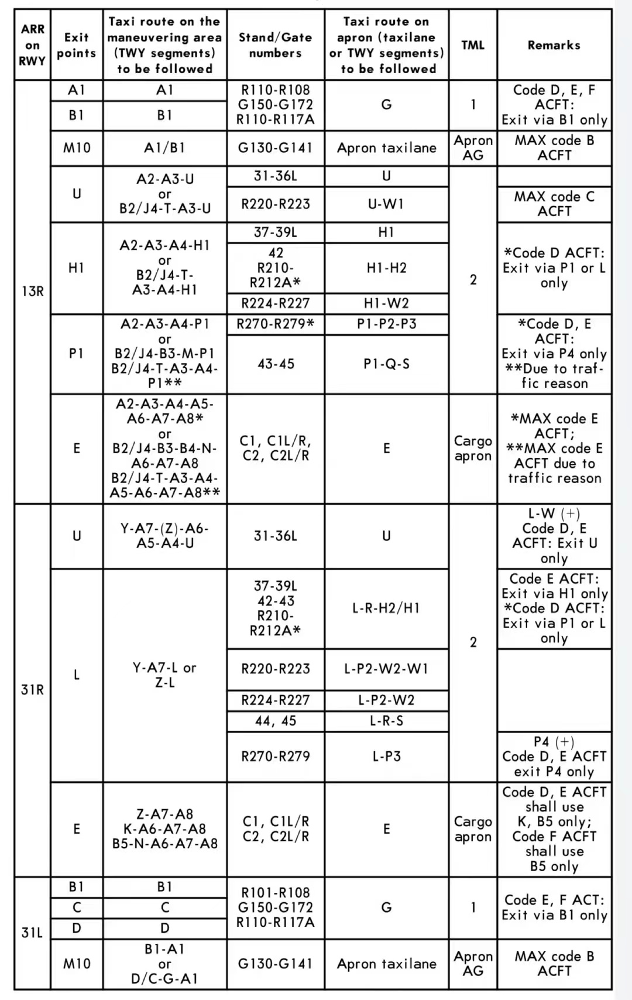 ARR on RWY
Exit points
Taxi route on the maneuvering area (TWY segments) to be followed
Stand/Gate numbers
Taxi route on apron (taxilane or TWY segments) to be followed
TML
Remarks
13R
A1
A1
R110-R108
G150-G172
R110-R117A
G
1
Code D, E, F
ACFT:
Exit via B1 only
B1
B1
M10
A1/B1
G130-G141
Apron taxilane
Apron
AG
MAX code B
ACFT
U
A2-A3-U
or
B2/J4-T-A3-U
31-36L
U
2
R220-R223
U-W1
MAX code C
ACFT
H1
A2-A3-A4-H1
or
B2/J4-T-
A3-A4-H1
37-39L
H1
*Code D ACFT:
Exit via P1 or L
only
42
R210-
R212A*
H1-H2
R224-R227
H1-W2
P1
A2-A3-A4-P1
or
B2/J4-B3-M-P1
B2/J4-T-A3-A4-
P1**
R270-R279*
P1-P2-P3
*Code D, E
ACFT:
Exit via P4 only
**Due to traf-
fic reason
43-45
P1-Q-S
E
A2-A3-A4-A5-
A6-A7-A8*
or
B2/J4-B3-B4-N-
A6-A7-A8
B2/J4-T-A3-A4-
A5-A6-A7-A8**
C1, C1L/R,
C2, C2L/R
E
Cargo
apron
*MAX code E
ACFT;
**MAX code E
ACFT due to
traffic reason
31R
U
Y-A7-(Z)-A6-
A5-A4-U
31-36L
U
2
L-W (+)
Code D, E
ACFT: Exit U
only
L
Y-A7-L or
Z-L
37-39L
42-43
R210-
R212A*
L-R-H2/H1
Code E ACFT:
Exit via H1 only
*Code D ACFT:
Exit via P1 or L
only
R220-R223
L-P2-W2-W1
R224-R227
L-P2-W2
44, 45
L-R-S
R270-R279
L-P3
P4 (+)
Code D, E ACFT
exit P4 only
E
Z-A7-A8
K-A6-A7-A8
B5-N-A6-A7-A8
C1, C1L/R
C2, C2L/R
E
Cargo
apron
Code D, E ACFT
shall use
K, B5 only;
Code F ACFT
shall use
B5 only
31L
B1
B1
R101-R108
G150-G172
R110-R117A
G
1
Code E, F ACT:
Exit via B1 only
C
C
D
D
M10
B1-A1
or
D/C-G-A1
G130-G141
Apron taxilane
Apron
AG
MAX code B
ACFT